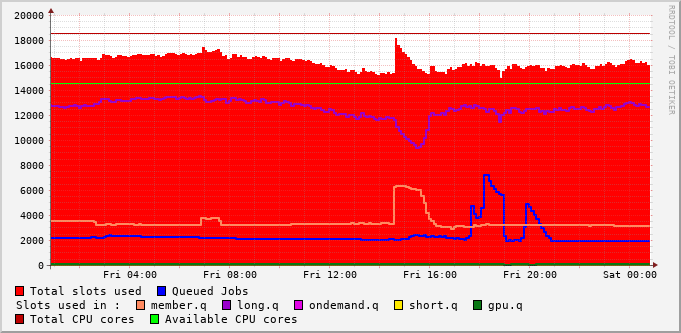 20000
18000
16000
14000
12000
10000
8000
6000
4000
2000
0
Fri 04:00 Fri 08:00 Fri 12:00 Fri 16:00 Fri 20:00 Sat 00:00
RRDTOOL / TOBI OETIKER
Total slots used Queued Jobs
Slots used in : member.q long.q ondemand.q short.q gpu.q
Total CPU cores Available CPU cores